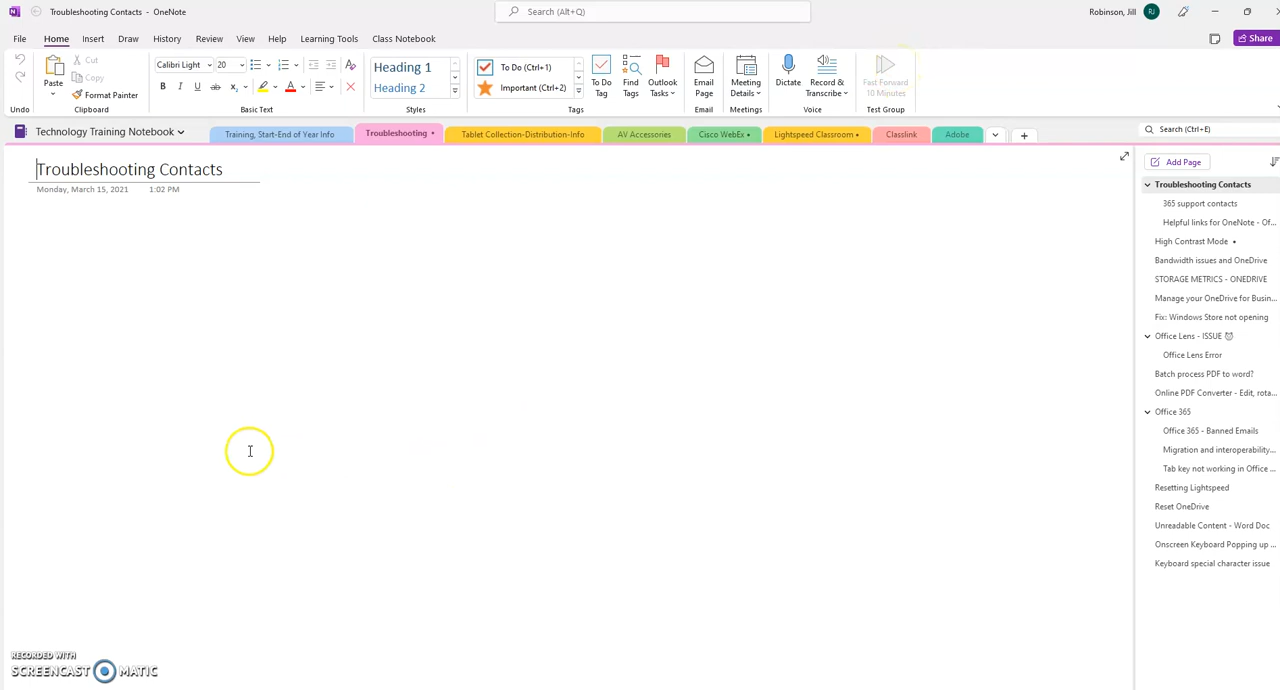 Troubleshooting Contacts - OneNote
Search (Alt+Q)
Robinson, Jill
RJ
File Home Insert Draw History Review View Help Learning Tools Class Notebook
Share
Paste
Cut
Copy
Format Painter
Calibri Light 20
Heading 1
Heading 2
To Do (Ctrl+1)
Important (Ctrl+2)
To Do Tag
Find Tags
Outlook Tasks
Email Page
Meeting Details
Dictate
Record & Transcribe
Fast Forward 10 Minutes
Undo Clipboard Basic Text Styles Tags Email Meetings Voice Test Group
Technology Training Notebook
Training, Start-End of Year Info
Troubleshooting
Tablet Collection-Distribution-Info
AV Accessories
Cisco WebEx
Lightspeed Classroom
Classlink
Adobe
Search (Ctrl+E)
Troubleshooting Contacts
Monday, March 15, 2021 1:02 PM
Add Page
Troubleshooting Contacts
365 support contacts
Helpful links for OneNote - Of...
High Contrast Mode
Bandwidth issues and OneDrive
STORAGE METRICS - ONEDRIVE
Manage your OneDrive for Busin...
Fix: Windows Store not opening
Office Lens - ISSUE
Office Lens Error
Batch process PDF to word?
Online PDF Converter - Edit, rota...
Office 365
Office 365 - Banned Emails
Migration and interoperability...
Tab key not working in Office ...
Resetting Lightspeed
Reset OneDrive
Unreadable Content - Word Doc
Onscreen Keyboard Popping up ...
Keyboard special character issue
RECORDED WITH
SCREENCAST MATIC